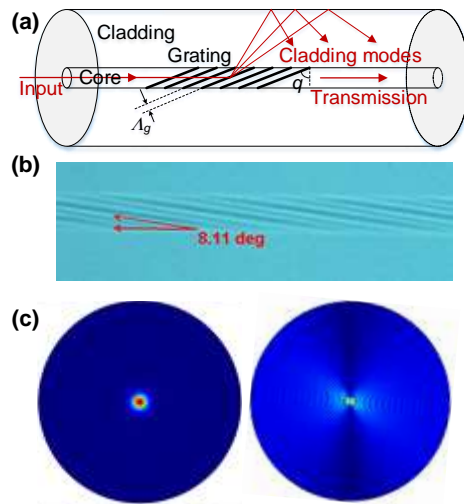 (a)
Cladding
Grating
Cladding modes
Core
Input
q
Transmission
Λg
(b)
8.11 deg
(c)